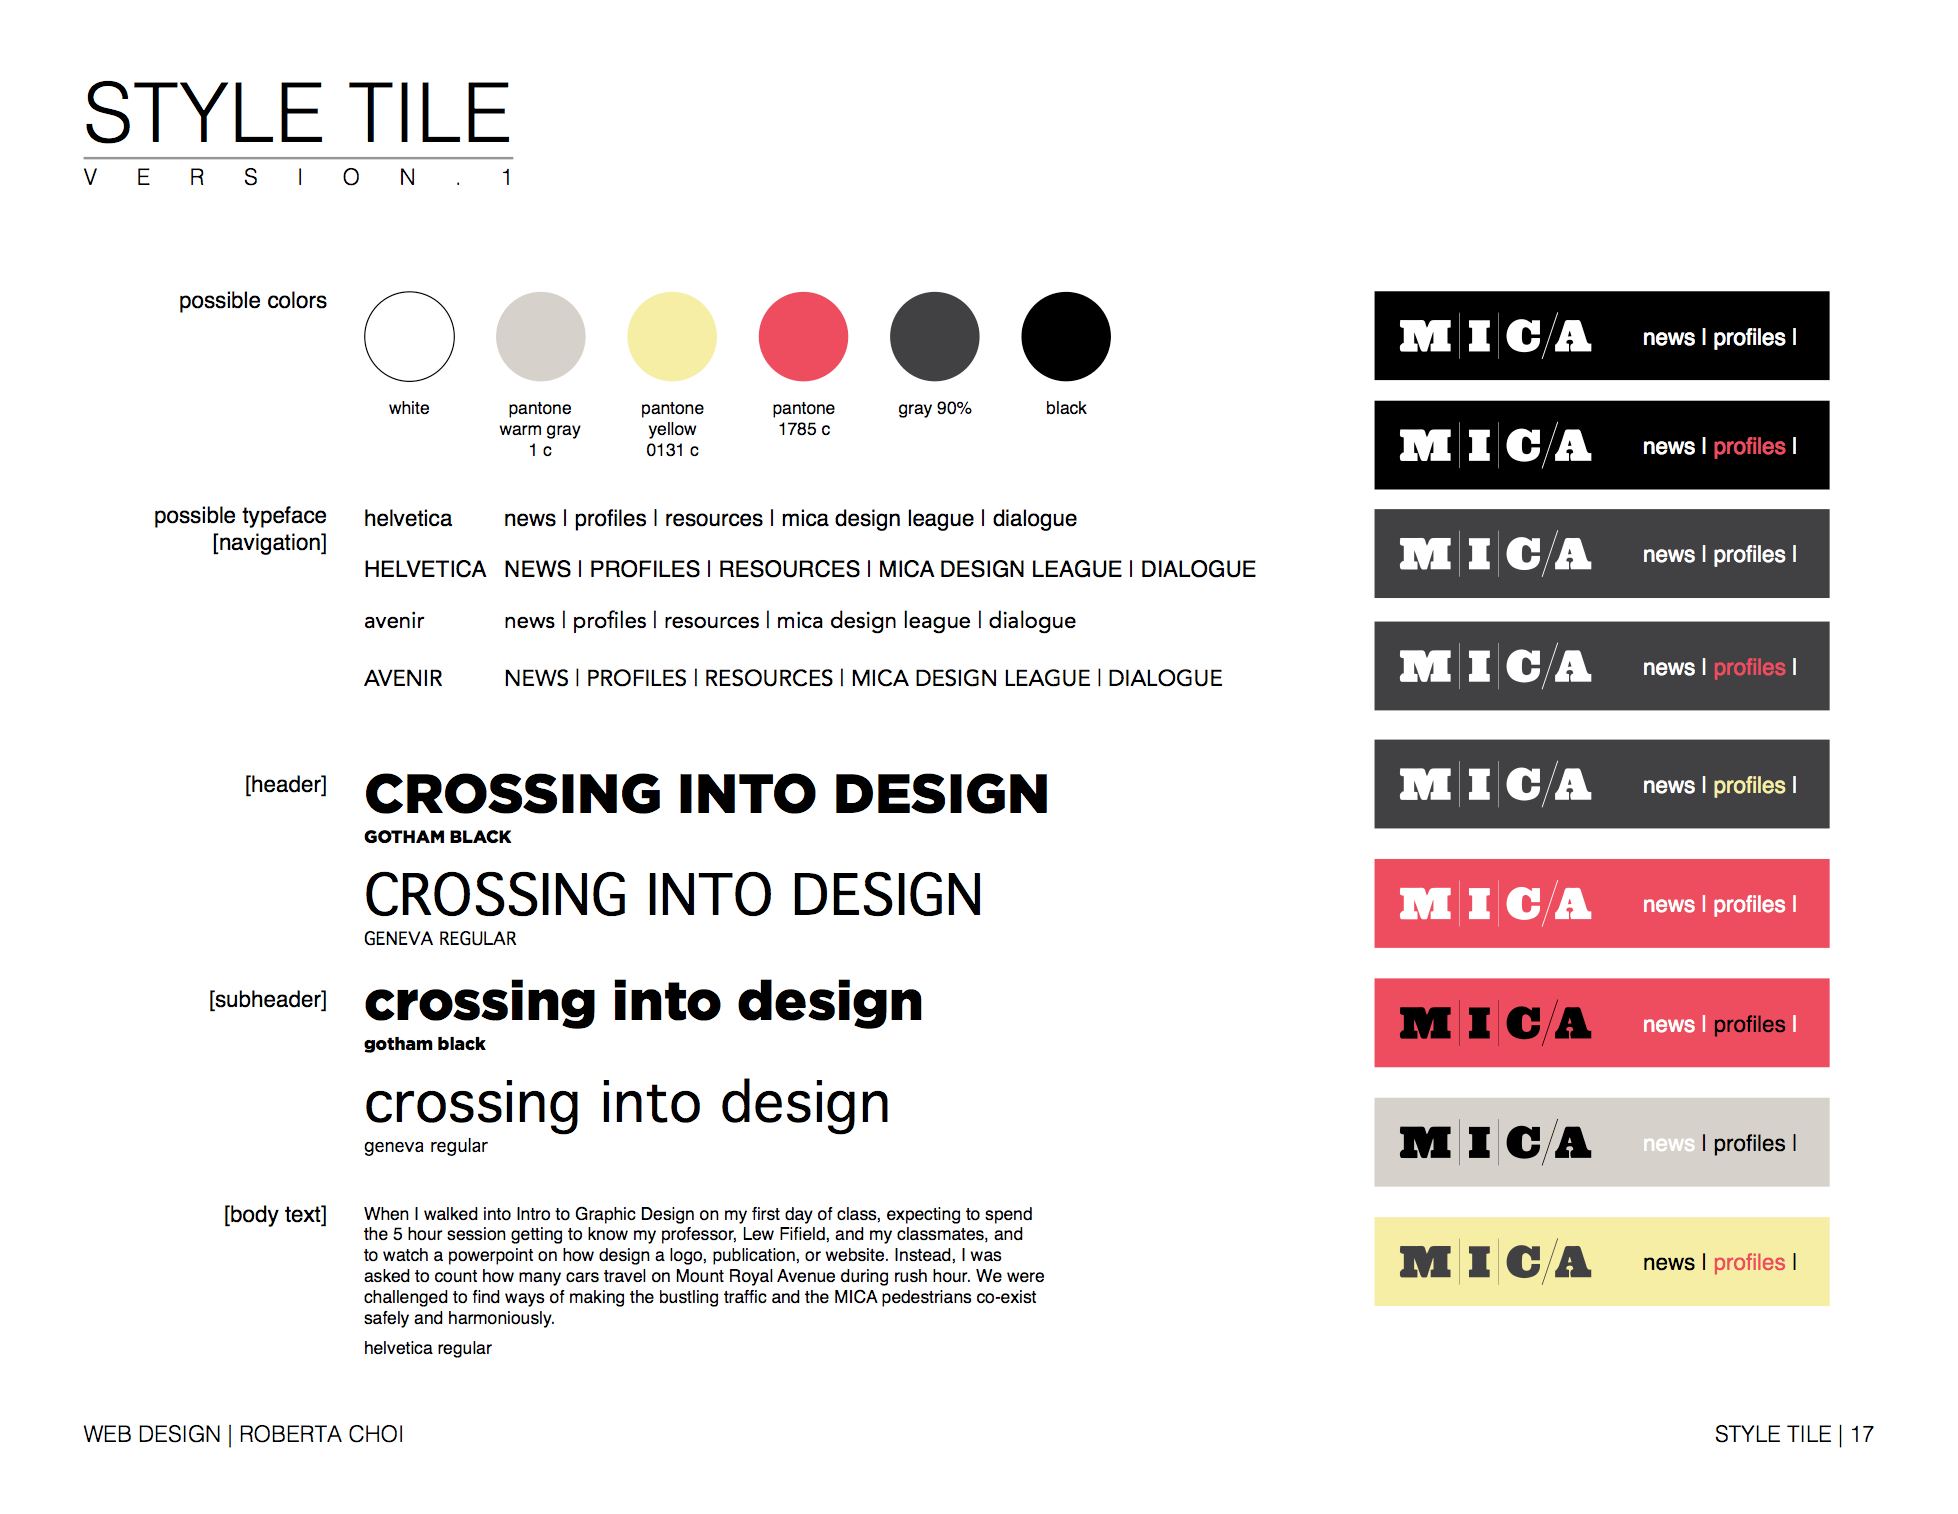 STYLE TILE
VERSION.1
possible colors
white
pantone
warm gray
1 c
pantone
yellow
0131 c
pantone
1785 c
gray 90%
black
possible typeface
[navigation]
helvetica news | profiles | resources | mica design league | dialogue
HELVETICA NEWS | PROFILES | RESOURCES | MICA DESIGN LEAGUE | DIALOGUE
avenir news | profiles | resources | mica design league | dialogue
AVENIR NEWS | PROFILES | RESOURCES | MICA DESIGN LEAGUE | DIALOGUE
[header]
CROSSING INTO DESIGN
GOTHAM BLACK
CROSSING INTO DESIGN
GENEVA REGULAR
[subheader]
crossing into design
gotham black
crossing into design
geneva regular
[body text]
When I walked into Intro to Graphic Design on my first day of class, expecting to spend
the 5 hour session getting to know my professor, Lew Fifield, and my classmates, and
to watch a powerpoint on how design a logo, publication, or website. Instead, I was
asked to count how many cars travel on Mount Royal Avenue during rush hour. We were
challenged to find ways of making the bustling traffic and the MICA pedestrians co-exist
safely and harmoniously.
helvetica regular
M|I|C/A news | profiles |
M|I|C/A news | profiles |
M|I|C/A news | profiles |
M|I|C/A news | profiles |
M|I|C/A news | profiles |
M|I|C/A news | profiles |
M|I|C/A news | profiles |
M|I|C/A news | profiles |
M|I|C/A news | profiles |
WEB DESIGN | ROBERTA CHOI
STYLE TILE | 17